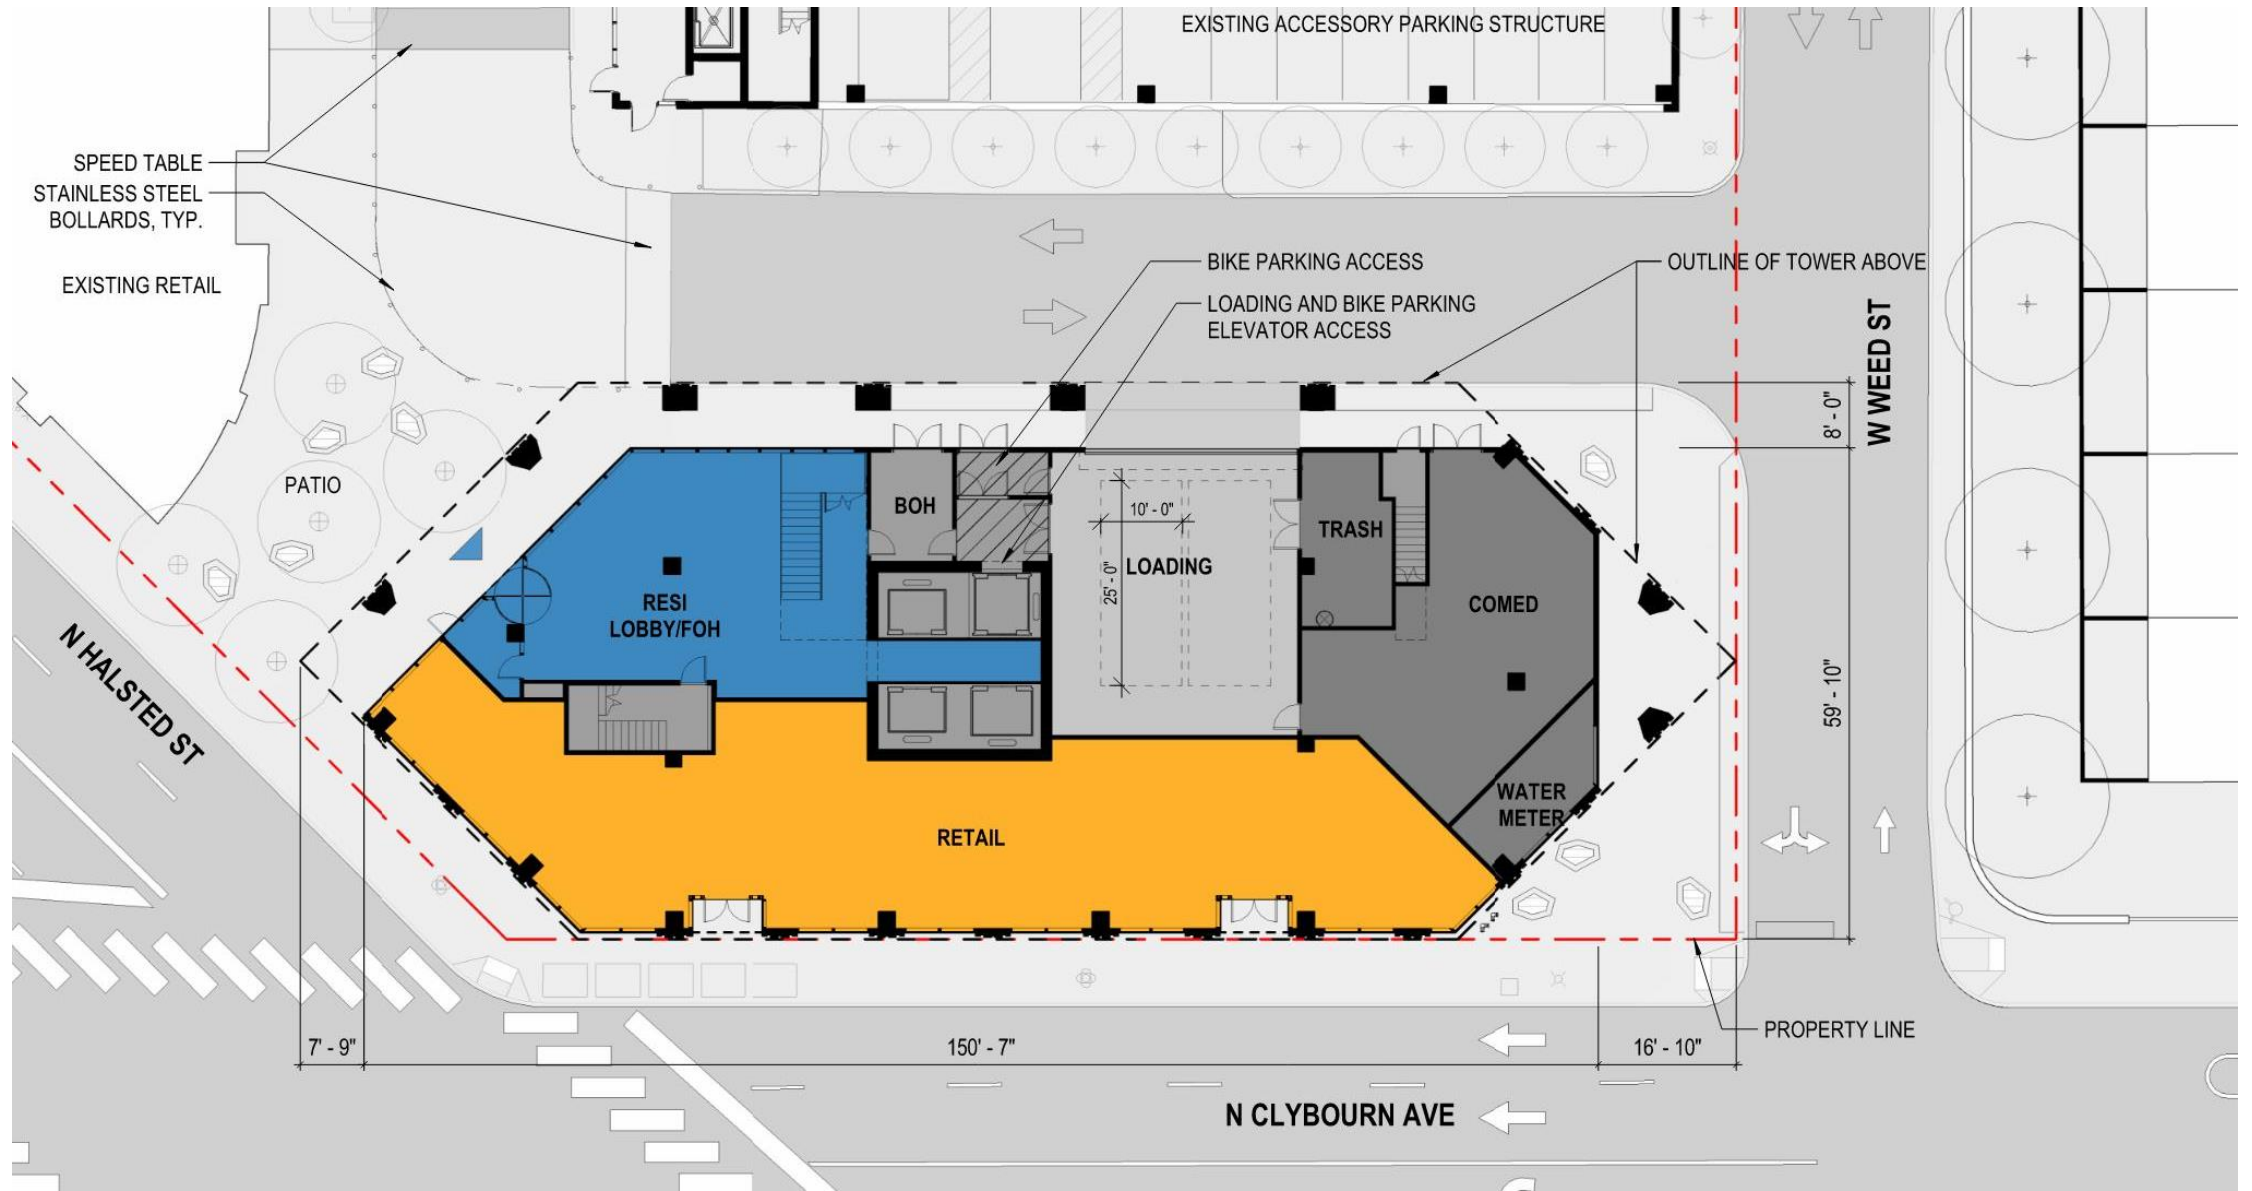 EXISTING ACCESSORY PARKING STRUCTURE
SPEED TABLE
STAINLESS STEEL
BOLLARDS, TYP.
EXISTING RETAIL
BIKE PARKING ACCESS
LOADING AND BIKE PARKING
ELEVATOR ACCESS
OUTLINE OF TOWER ABOVE
W WEED ST
8' - 0"
PATIO
BOH
10' - 0"
25' - 0"
LOADING
TRASH
COMED
RESI
LOBBY/FOH
N HALSTED ST
59' - 10"
WATER
METER
RETAIL
PROPERTY LINE
7' - 9"
150' - 7"
16' - 10"
N CLYBOURN AVE